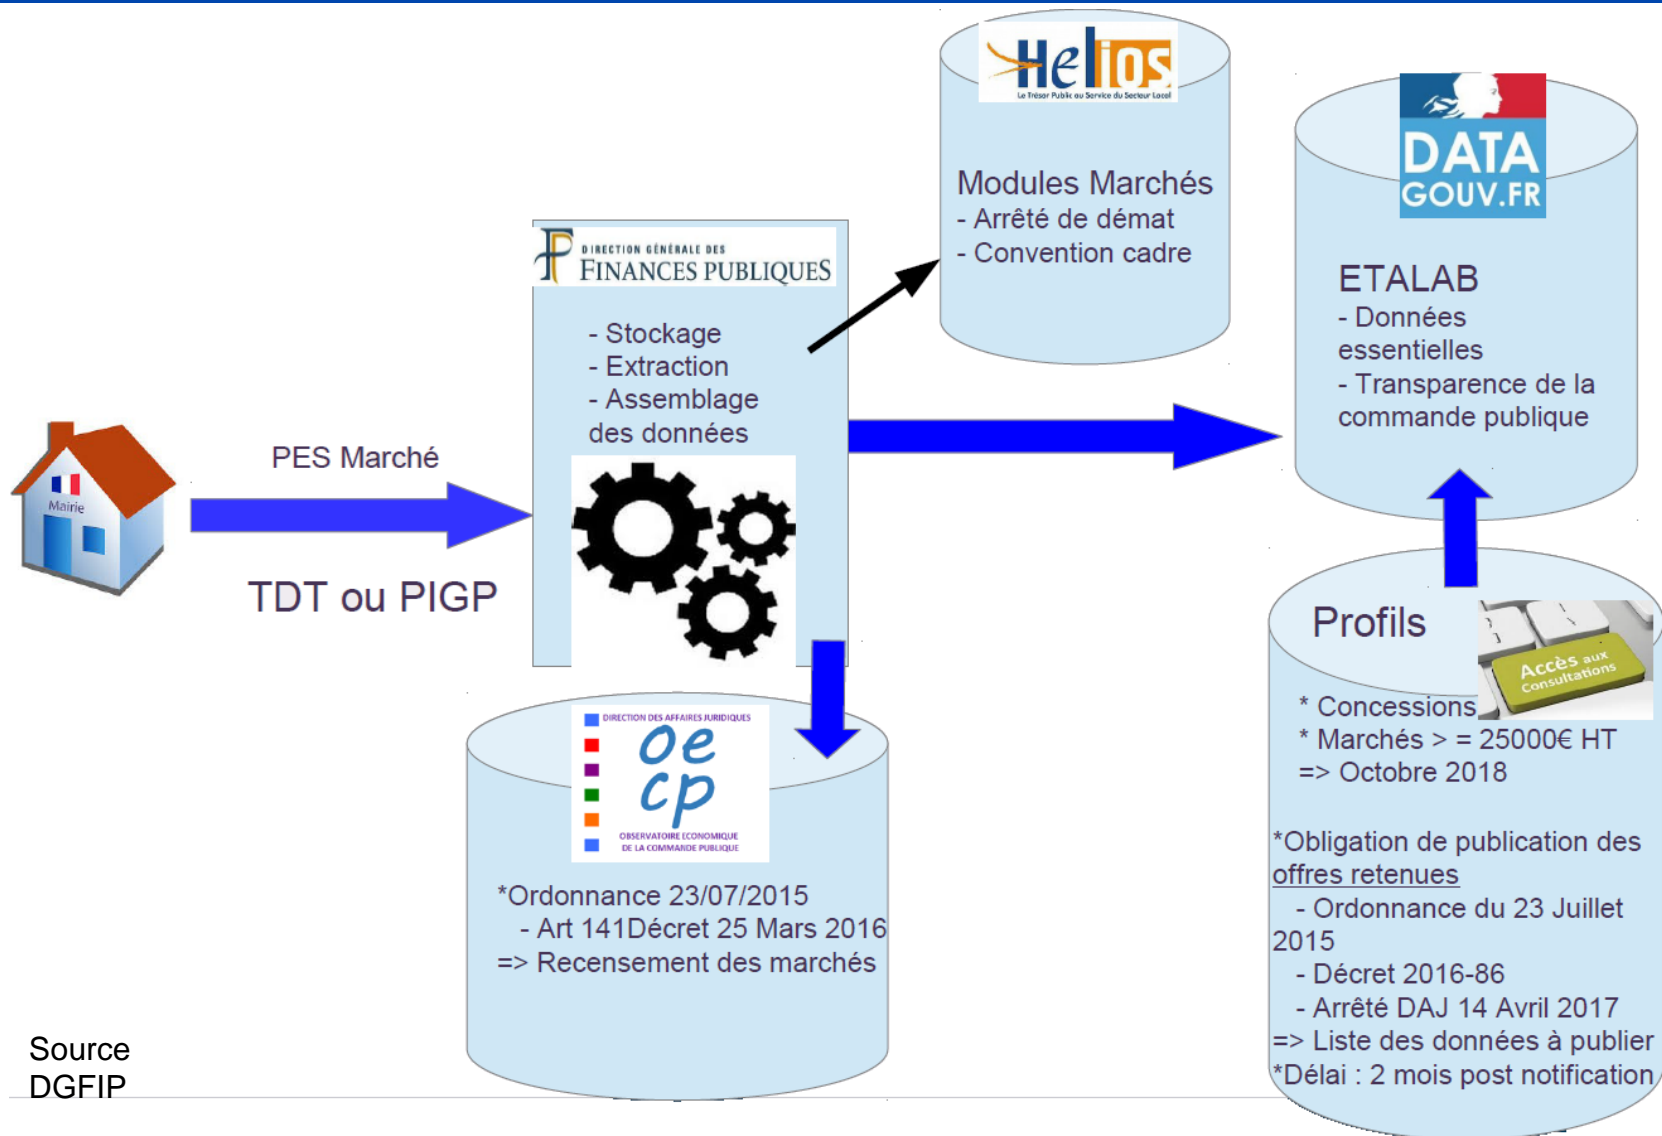 Helios
Le Trésor Public au Service du Secteur Local
Modules Marchés
- Arrêté de démat
- Convention cadre
DATA
GOUV.FR
ETALAB
- Données
essentielles
- Transparence de la
commande publique
DIRECTION GÉNÉRALE DES
FINANCES PUBLIQUES
- Stockage
- Extraction
- Assemblage
des données
Mairie
PES Marché
TDT ou PIGP
DIRECTION DES AFFAIRES JURIDIQUES
oe
cp
OBSERVATOIRE ECONOMIQUE
DE LA COMMANDE PUBLIQUE
*Ordonnance 23/07/2015
- Art 141Décret 25 Mars 2016
=> Recensement des marchés
Profils
Accès aux
Consultations
* Concessions
* Marchés > = 25000€ HT
=> Octobre 2018
*Obligation de publication des
offres retenues
- Ordonnance du 23 Juillet
2015
- Décret 2016-86
- Arrêté DAJ 14 Avril 2017
=> Liste des données à publier
*Délai : 2 mois post notification
Source
DGFIP